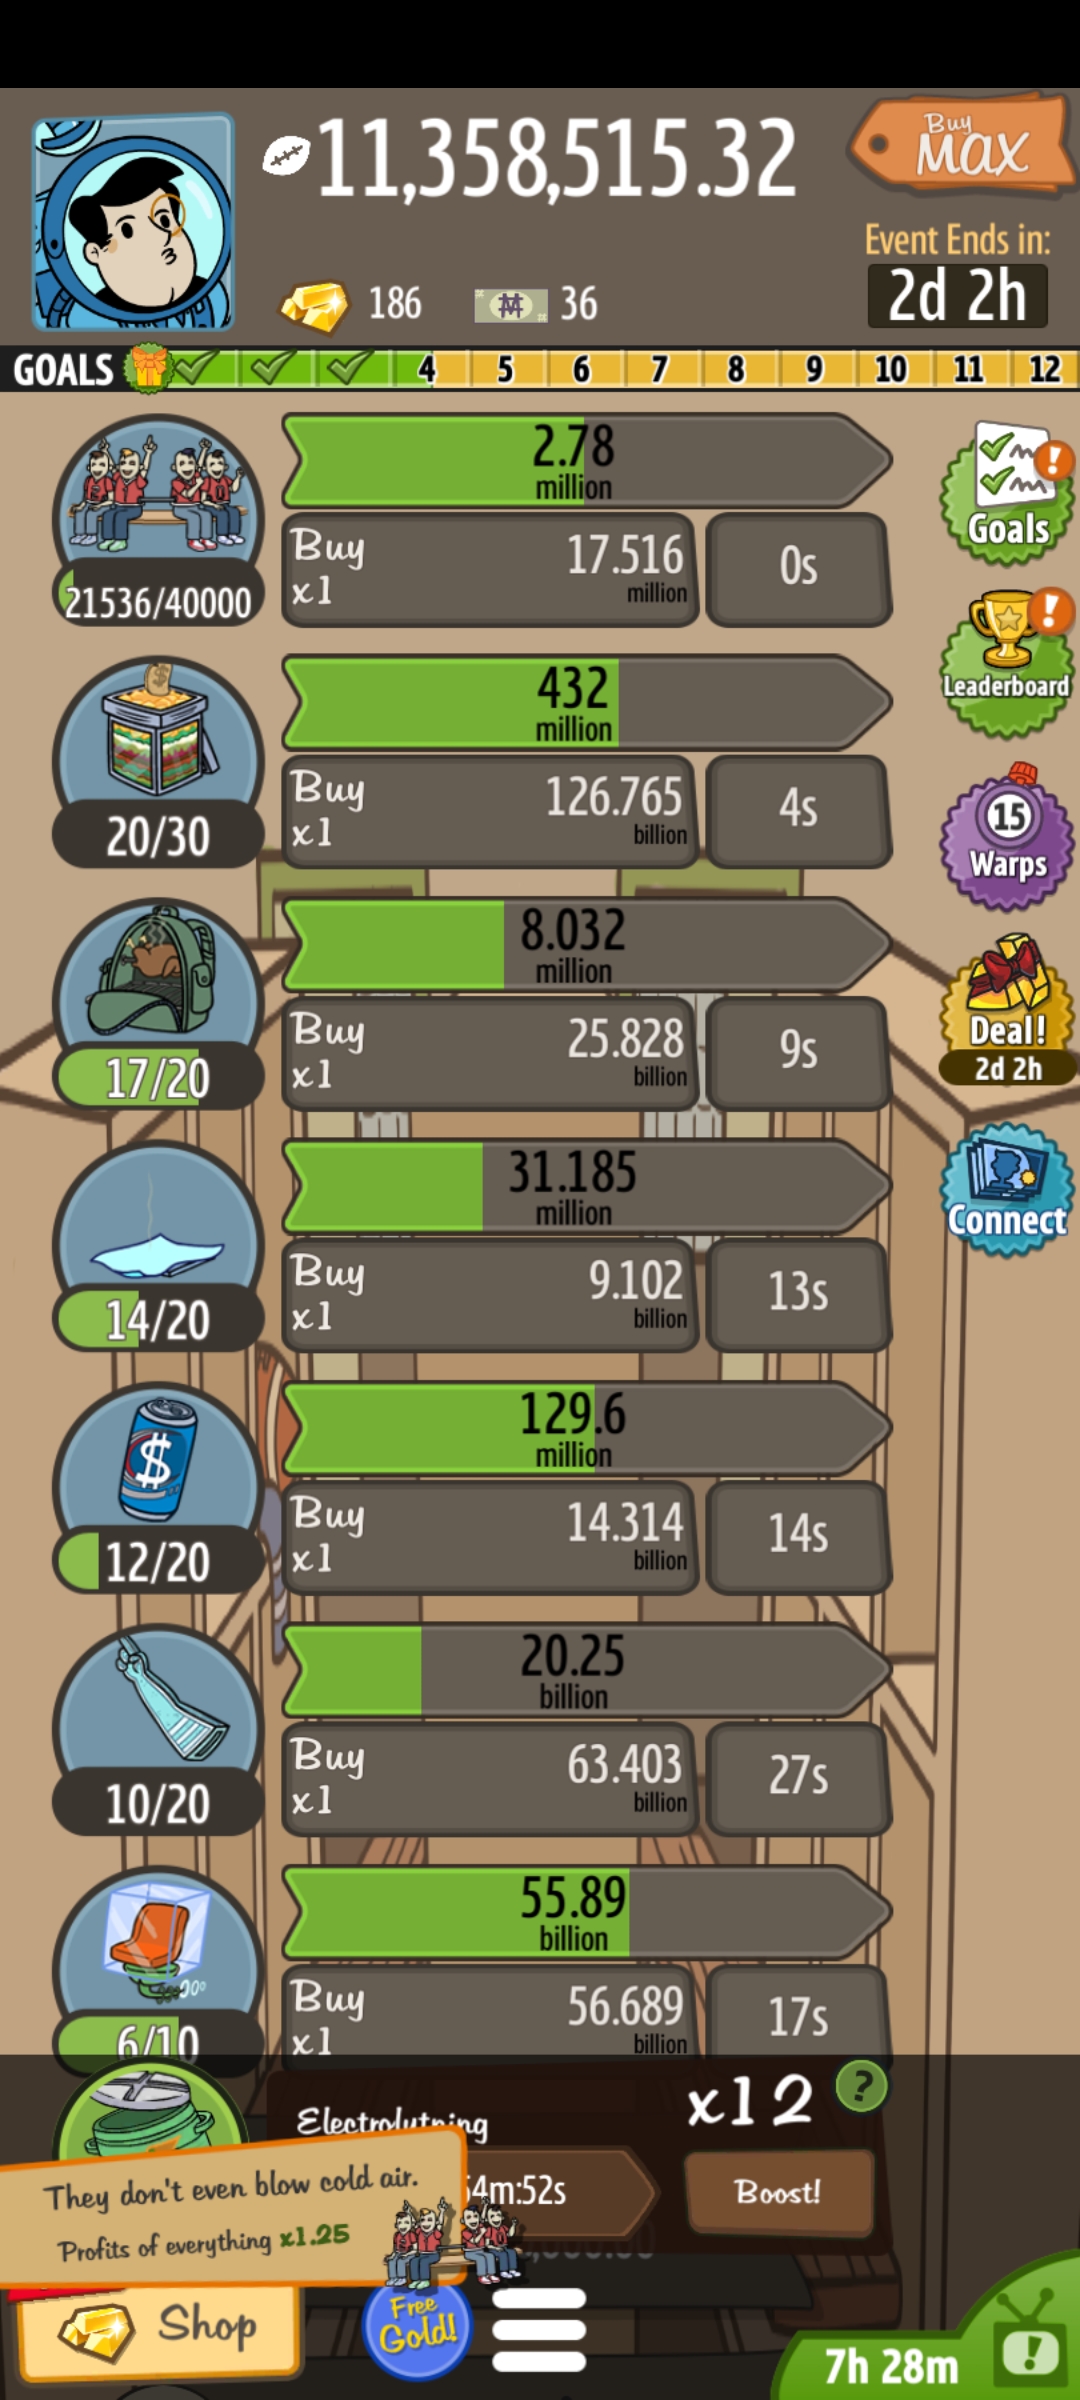 11,358,515.32
Buy
MAX
Event Ends in:
2d 2h
186
36
GOALS 4 5 6 7 8 9 10 11 12
2.78
million
Buy
x1
17.516
million
0s
21536/40000
Goals
Leaderboard
432
million
Buy
x1
126.765
billion
4s
20/30
15
Warps
8.032
million
Buy
x1
25.828
billion
9s
17/20
Deal!
2d 2h
31.185
million
Buy
x1
9.102
billion
13s
14/20
Connect
$
129.6
million
Buy
x1
14.314
billion
14s
12/20
20.25
billion
Buy
x1
63.403
billion
27s
10/20
55.89
billion
Buy
x1
56.689
billion
17s
6/10
x12
?
54m:52s
Boost!
They don't even blow cold air.
Profits of everything x1.25
Shop
Free
Gold!
7h 28m